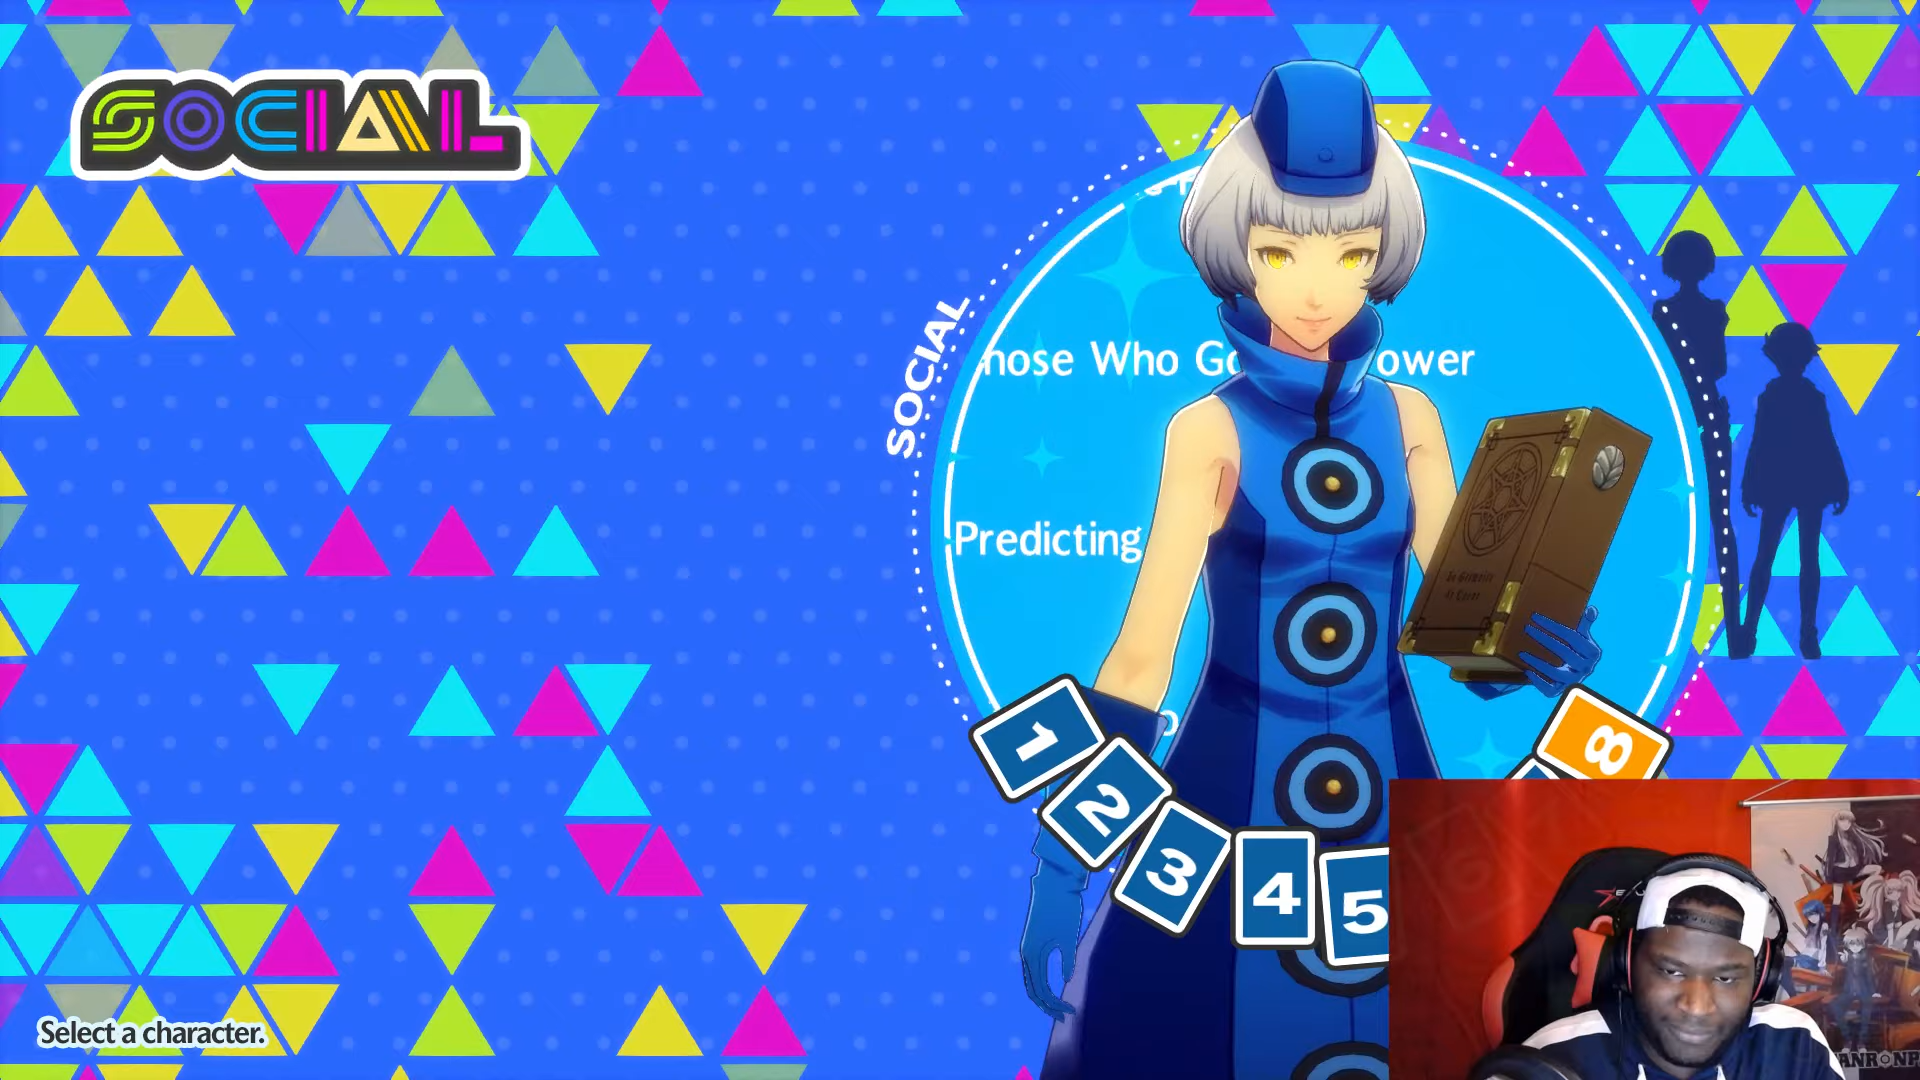 SOCIAL
SOCIAL
hose Who Go
ower
Predicting
1
2
3
4
5
8
Select a character.